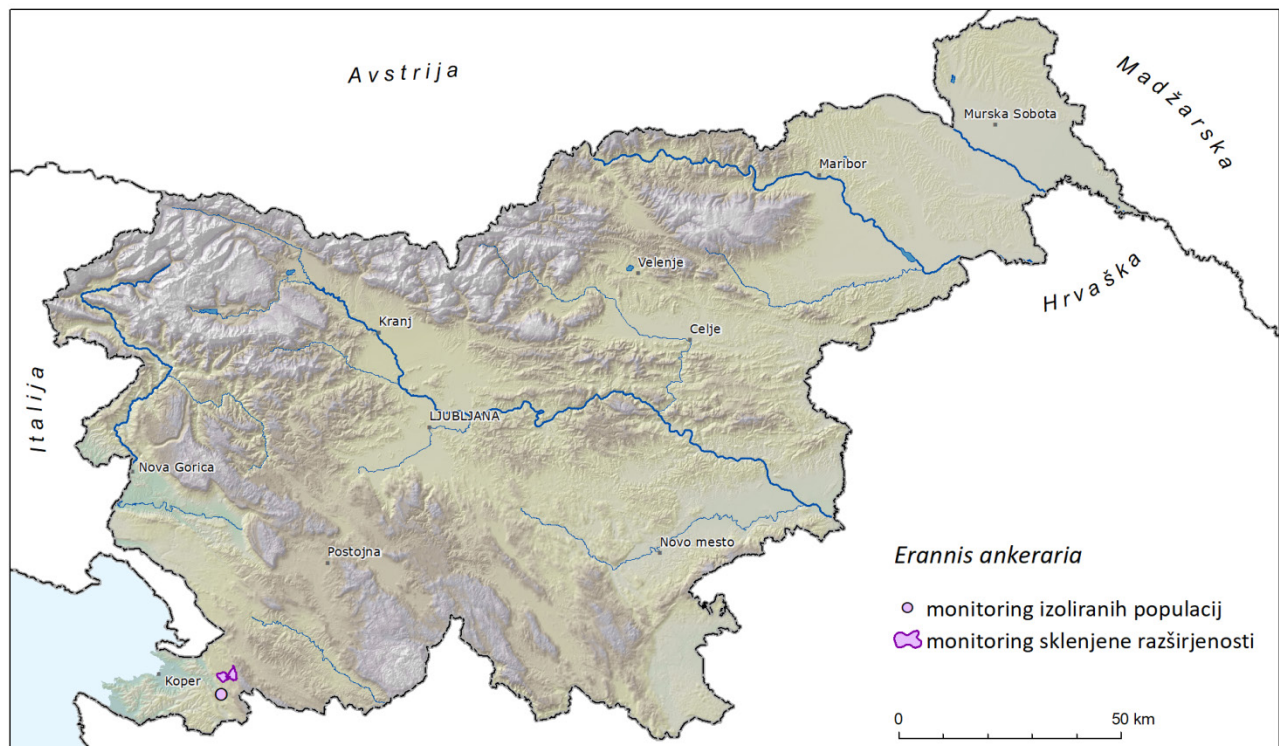 Avstrija
Madžarska
Murska Sobota
Maribor
Velenje
Hrvaška
Kranj
Celje
Italija
LJUBLJANA
Nova Gorica
Postojna
Novo mesto
Erannis ankeraria
monitoring izoliranih populacij
monitoring sklenjene razširjenosti
Koper
0 50 km